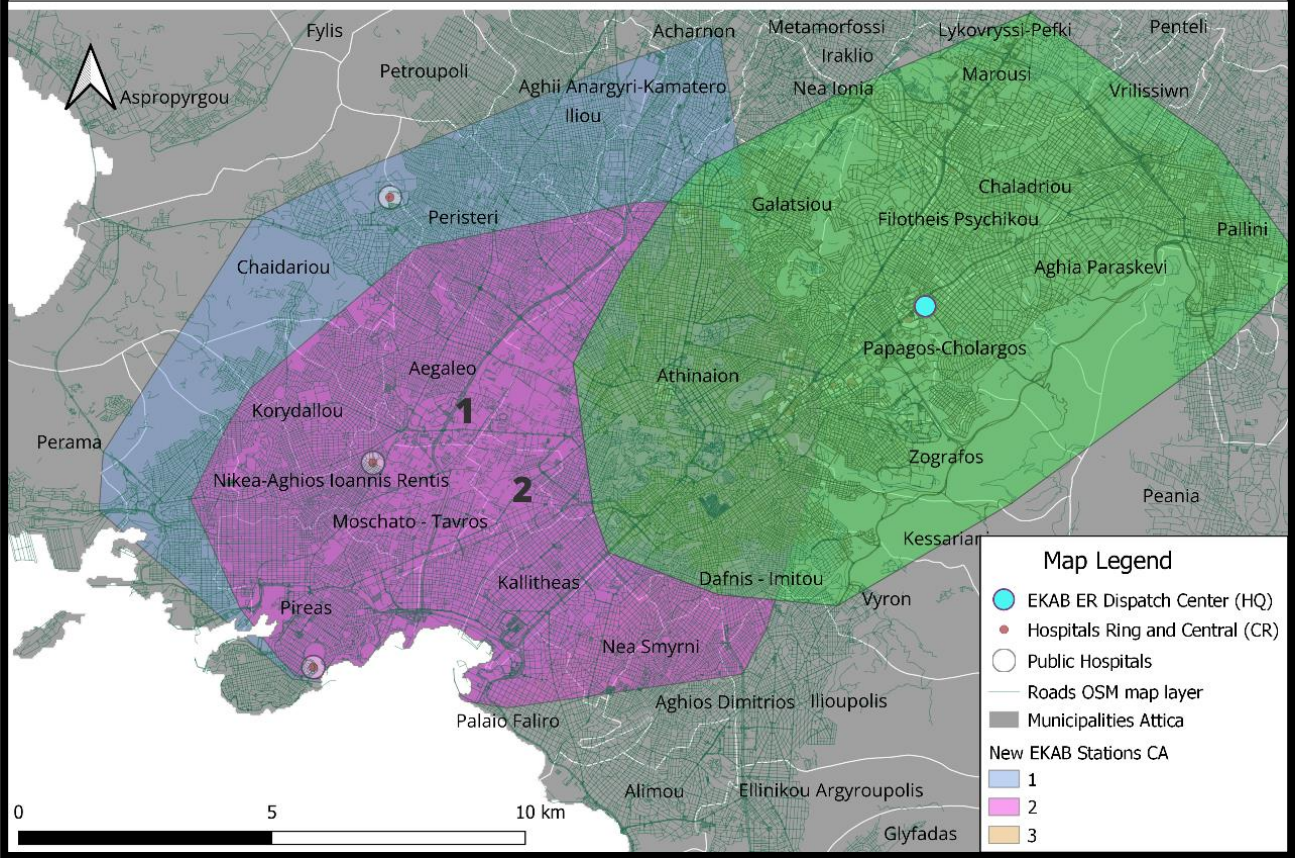 Fylis
Acharnon
Metamorfossi
Lykovryssi-Pefki
Penteli
Iraklio
Petroupoli
Marousi
Aspropyrgou
Aghii Anargyri-Kamatero
Nea Ionia
Vrilissiwn
Iliou
Chaladriou
Galatsiou
Peristeri
Filotheis Psychikou
Pallini
Chaidariou
Aghia Paraskevi
Papagos-Cholargos
Aegaleo
Athinaion
Korydallou
1
Perama
Zografos
Nikea-Aghios Ioannis Rentis
2
Peania
Moschato - Tavros
Kessarian
Kallitheas
Dafnis - Imitou
Pireas
Vyron
Nea Smyrni
Aghios Dimitrios
Ilioupolis
Palaio Faliro
Alimou
Ellinikou Argyroupolis
Glyfadas
0 5 10 km
Map Legend
EKAB ER Dispatch Center (HQ)
Hospitals Ring and Central (CR)
Public Hospitals
Roads OSM map layer
Municipalities Attica
New EKAB Stations CA
1
2
3